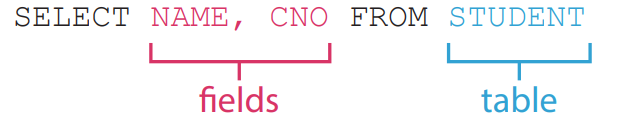 SELECT NAME, CNO FROM STUDENT
fields table